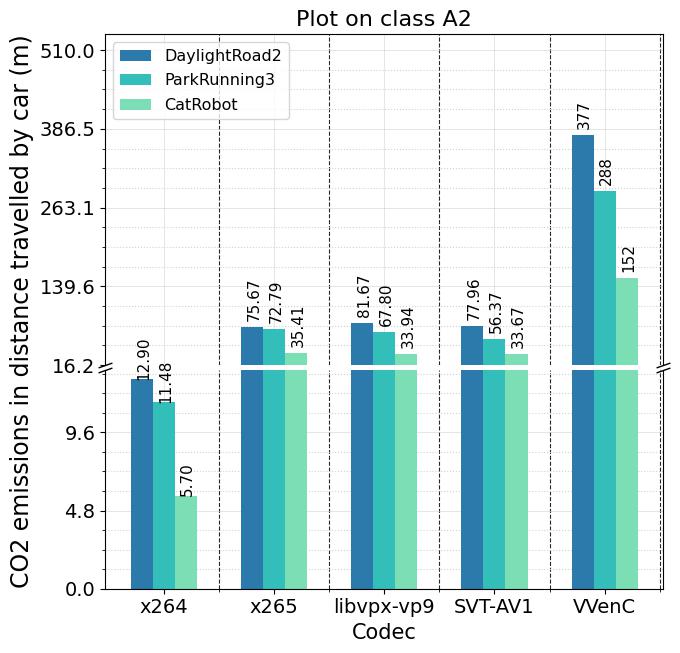 Plot on class A2
CO2 emissions in distance travelled by car (m)
510.0
386.5
263.1
139.6
16.2
9.6
4.8
0.0
DaylightRoad2
ParkRunning3
CatRobot
12.90
11.48
5.70
75.67
72.79
35.41
81.67
67.80
33.94
77.96
56.37
33.67
377
288
152
x264
x265
libvpx-vp9
SVT-AV1
VVenC
Codec